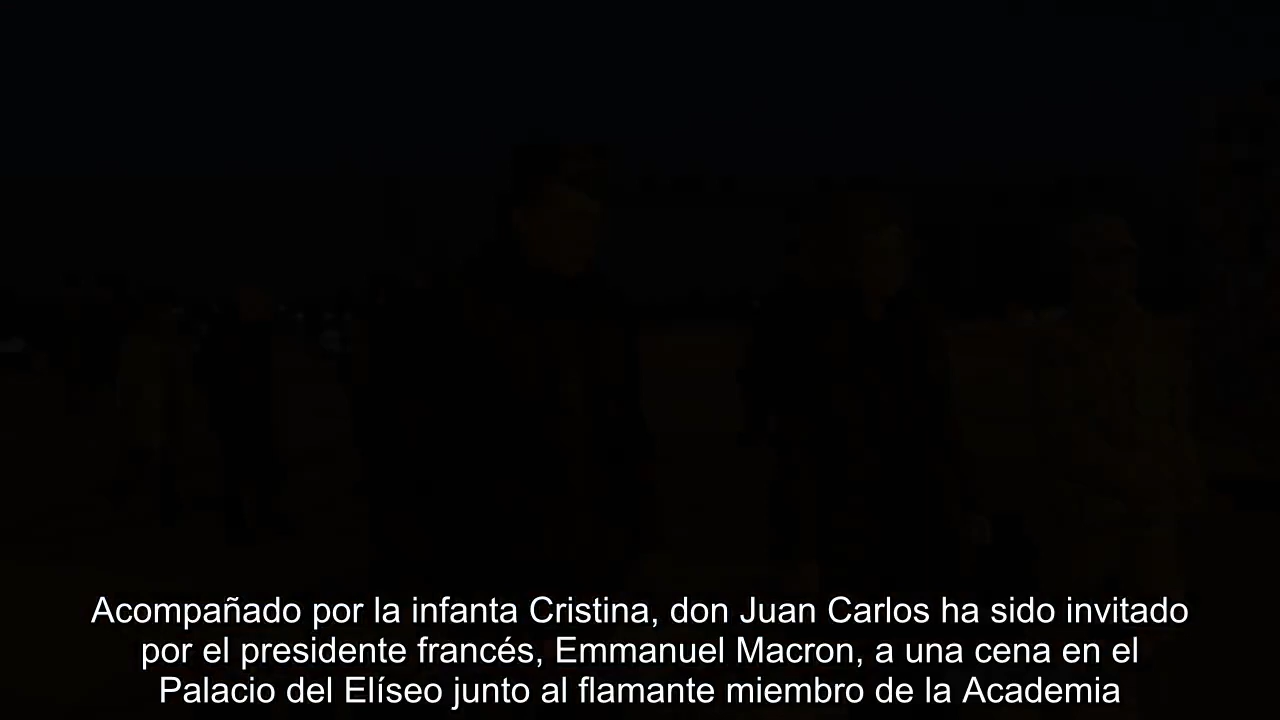 Acompañado por la infanta Cristina, don Juan Carlos ha sido invitado
por el presidente francés, Emmanuel Macron, a una cena en el
Palacio del Elíseo junto al flamante miembro de la Academia